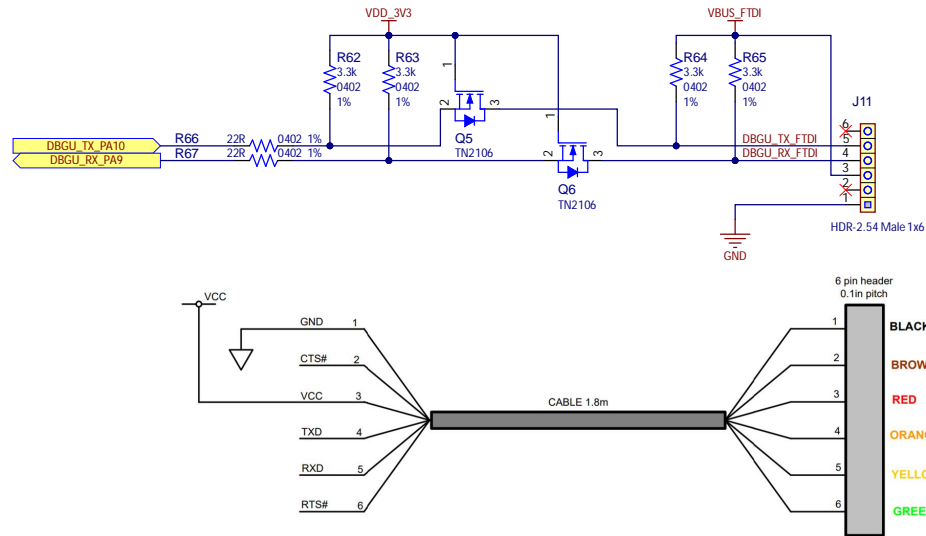 VDD_3V3
VBUS_FTDI
R62
3.3k
0402
1%
R63
3.3k
0402
1%
R64
3.3k
0402
1%
R65
3.3k
0402
1%
J11
1
2
3
Q5
TN2106
1
2
3
Q6
TN2106
DBGU_TX_PA10
R66
22R
0402 1%
DBGU_RX_PA9
R67
22R
0402 1%
DBGU_TX_FTDI
DBGU_RX_FTDI
6
5
4
3
2
1
HDR-2.54 Male 1x6
GND
6 pin header
0.1in pitch
VCC
GND 1
CTS# 2
VCC 3
TXD 4
RXD 5
RTS# 6
CABLE 1.8m
1 BLACK
2 BROW
3 RED
4 ORAN
5 YELLO
6 GREE